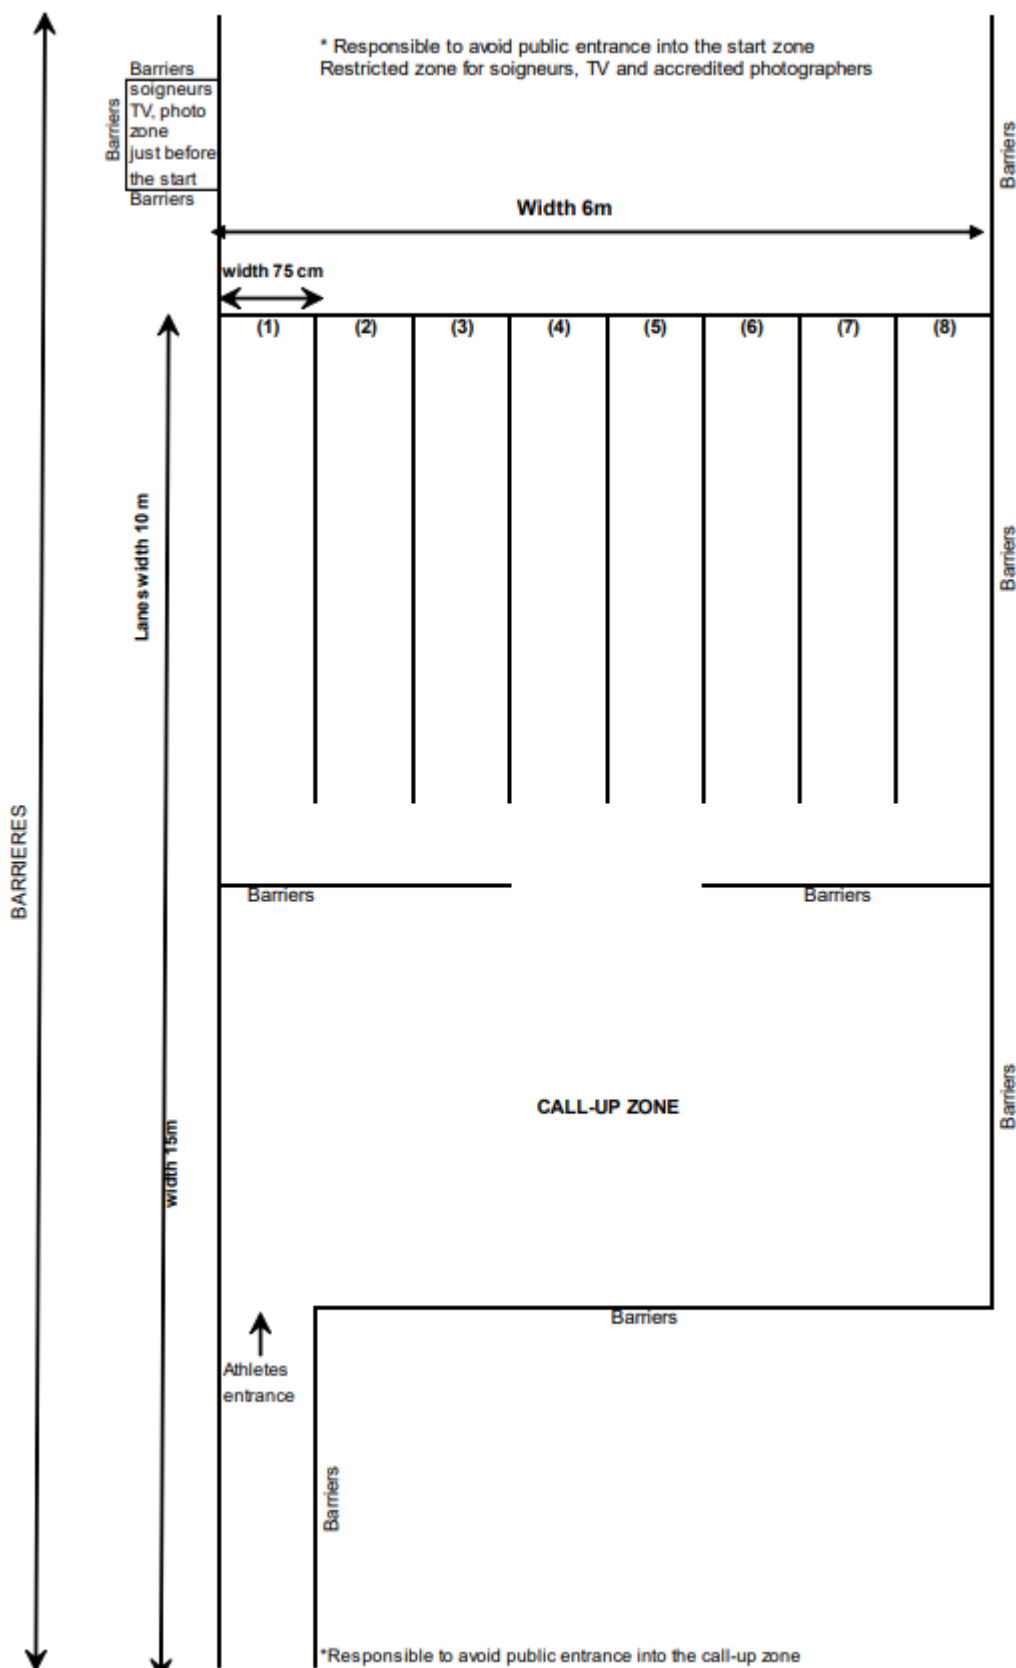 * Responsible to avoid public entrance into the start zone
Restricted zone for soigneurs, TV and accredited photographers
Barriers
soigneurs
TV, photo
zone
just before
the start
Barriers
Barriers
Barriers
Width 6m
width 75 cm
(1) (2) (3) (4) (5) (6) (7) (8)
Lanes width 10 m
Barriers
BARRIERES
Barriers Barriers
CALL-UP ZONE
Barriers
width 15m
Barriers
Athletes
entrance
Barriers
*Responsible to avoid public entrance into the call-up zone